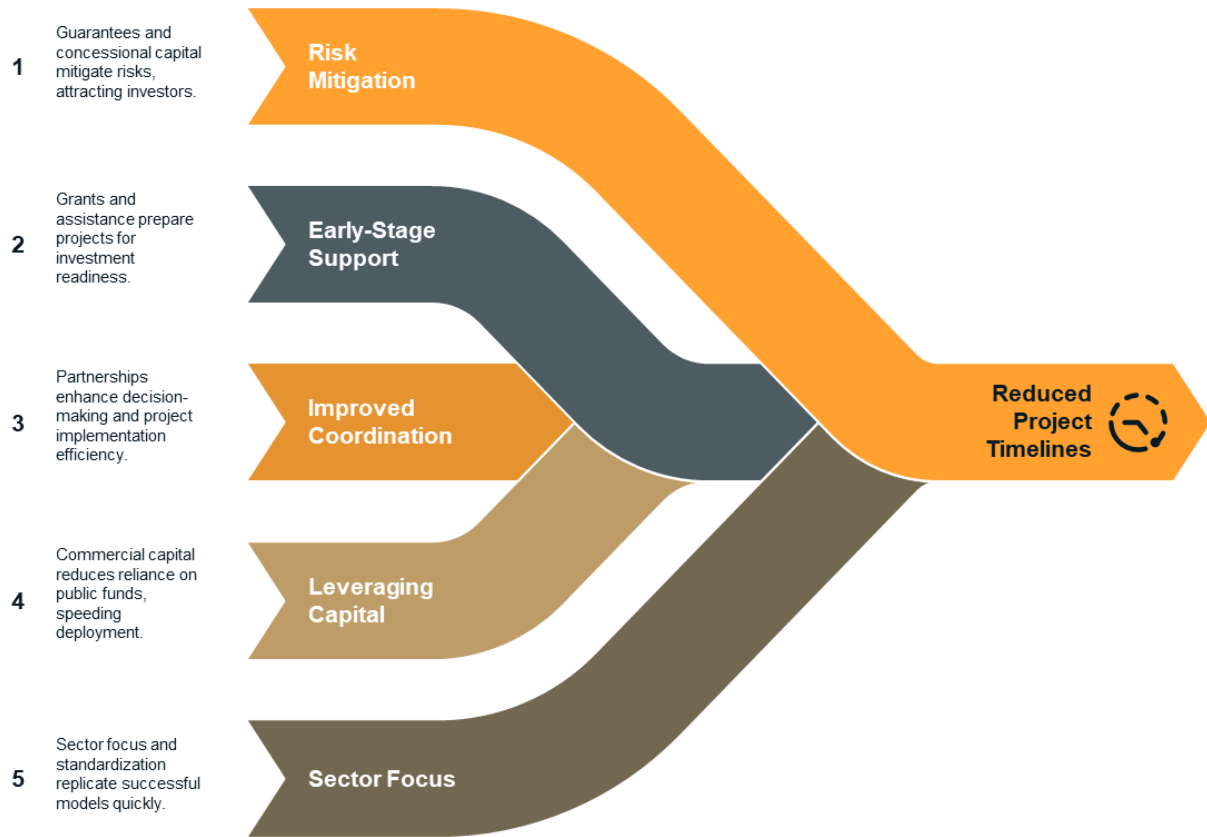 1
Guarantees and
concessional capital
mitigate risks,
attracting investors.
Risk
Mitigation
2
Grants and
assistance prepare
projects for
investment
readiness.
Early-Stage
Support
3
Partnerships
enhance decision-
making and project
implementation
efficiency.
Improved
Coordination
Reduced
Project
Timelines
4
Commercial capital
reduces reliance on
public funds,
speeding
deployment.
Leveraging
Capital
5
Sector focus and
standardization
replicate successful
models quickly.
Sector Focus